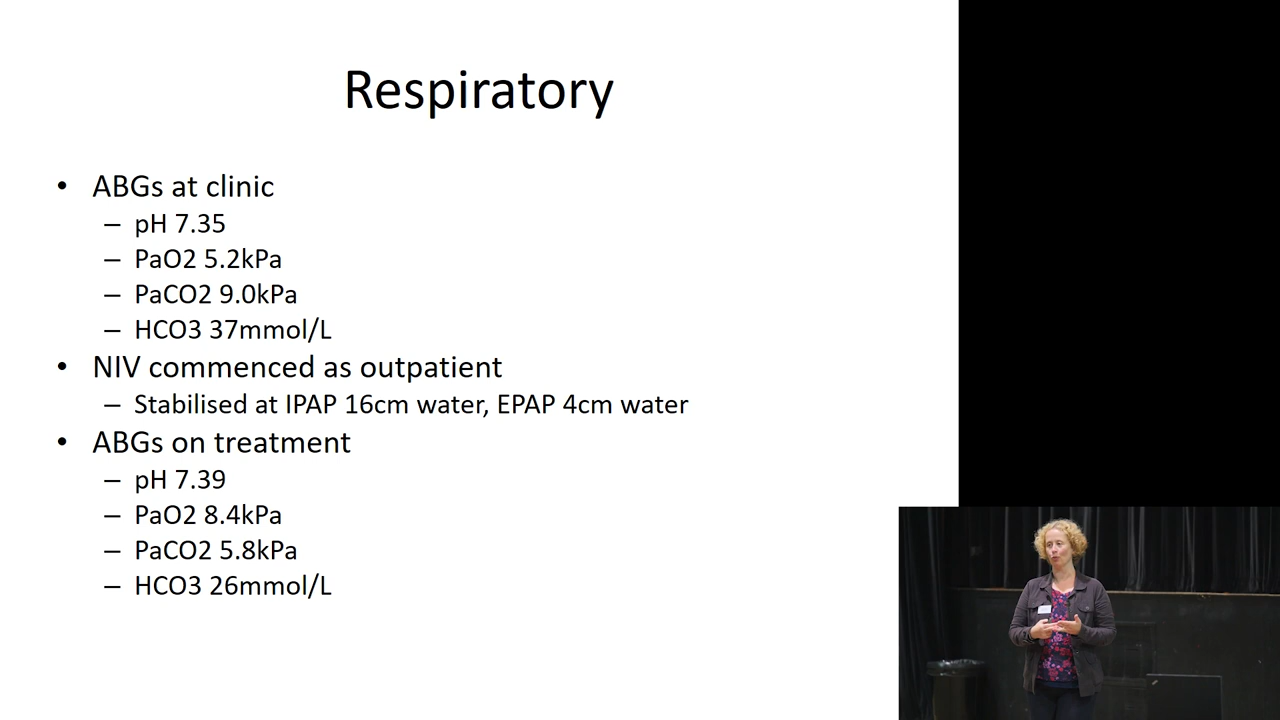 Respiratory
• ABGs at clinic
– pH 7.35
– PaO2 5.2kPa
– PaCO2 9.0kPa
– HCO3 37mmol/L
• NIV commenced as outpatient
– Stabilised at IPAP 16cm water, EPAP 4cm water
• ABGs on treatment
– pH 7.39
– PaO2 8.4kPa
– PaCO2 5.8kPa
– HCO3 26mmol/L